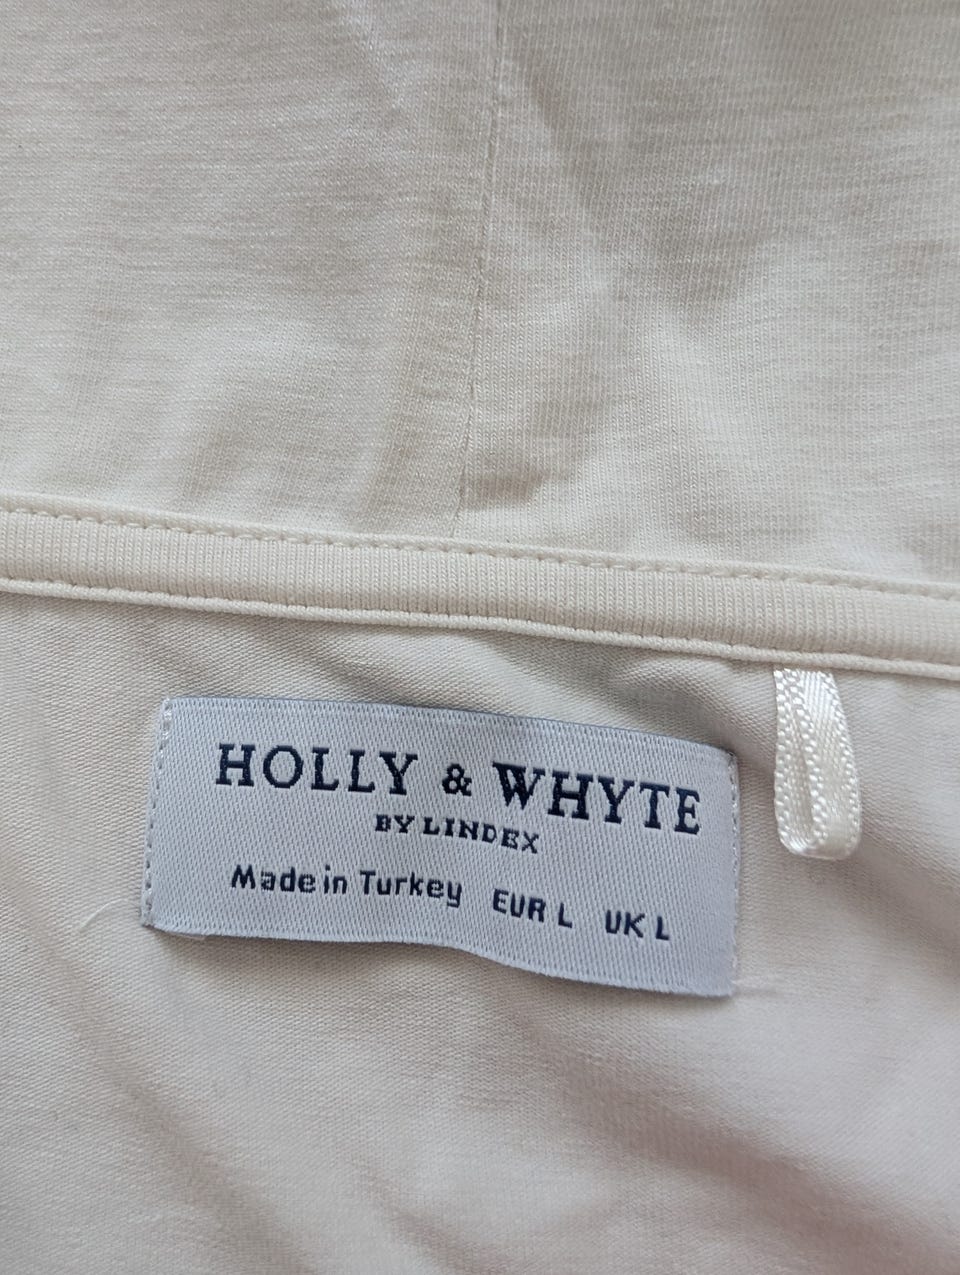 HOLLY & WHYTE
BY LINDEX
Made in Turkey EUR L UK L